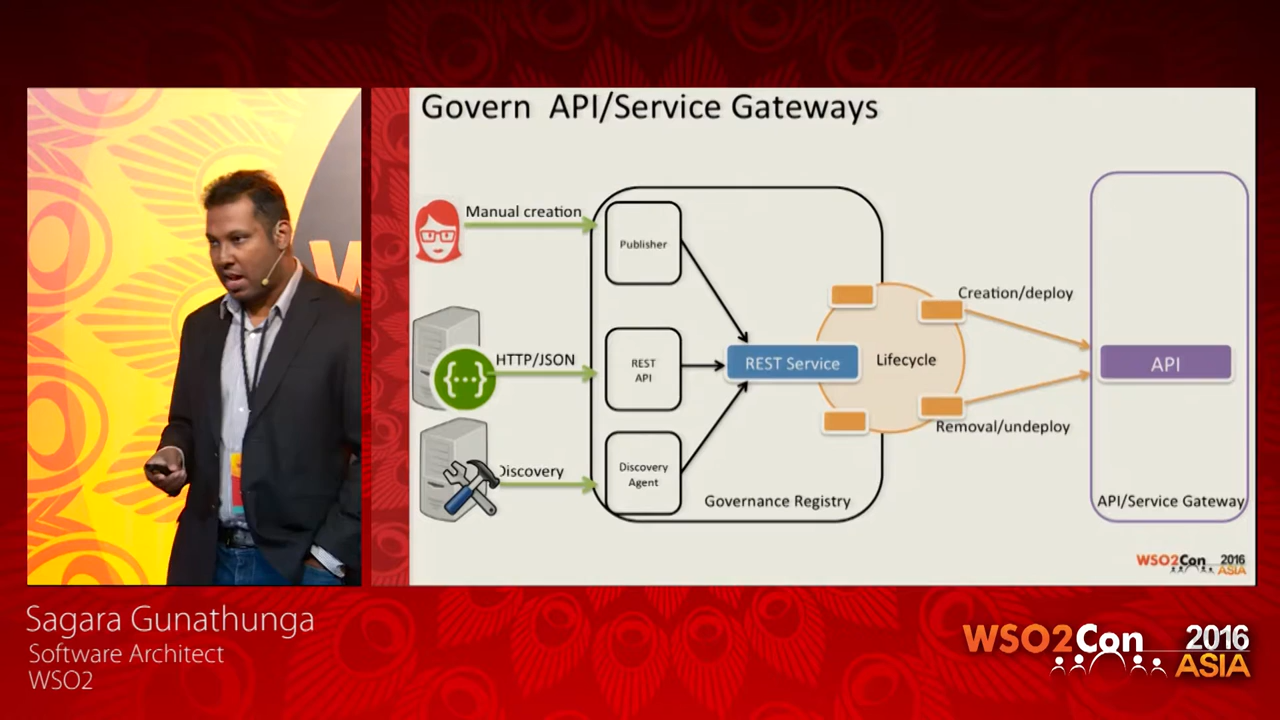 Govern API/Service Gateways
Manual creation
Publisher
HTTP/JSON
REST
API
REST Service
Lifecycle
Creation/deploy
API
Removal/undeploy
Discovery
Discovery
Agent
Governance Registry
API/Service Gateway
WSO2Con 2016
ASIA
W
Sagara Gunathunga
Software Architect
WSO2
WSO2Con 2016
ASIA